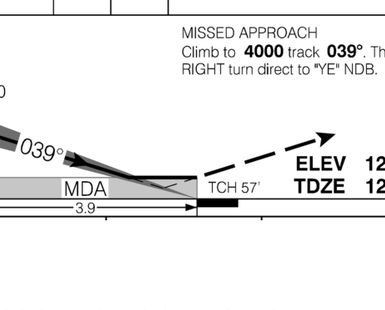 MISSED APPROACH
Climb to 4000 track 039°. Th
RIGHT turn direct to "YE" NDB.
0
039°
ELEV 12
MDA TCH 57' TDZE 12
3.9